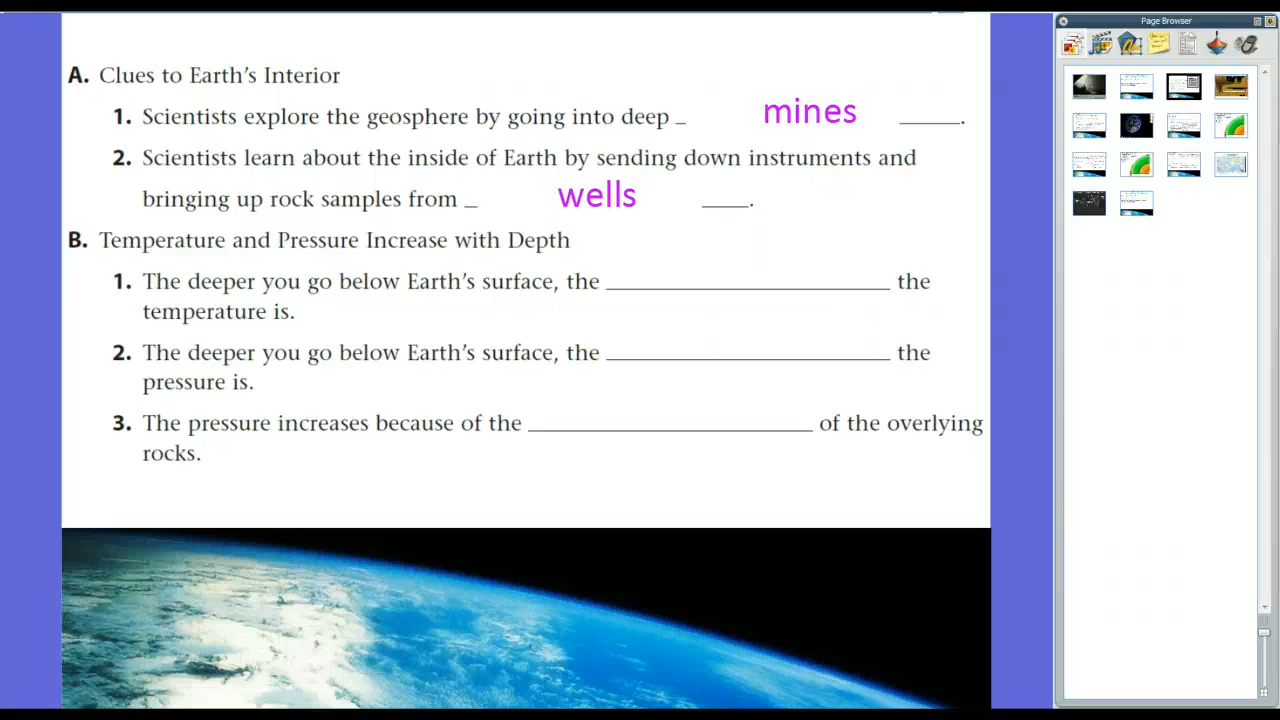 Page Browser
A. Clues to Earth's Interior
1. Scientists explore the geosphere by going into deep _ mines _____.
2. Scientists learn about the inside of Earth by sending down instruments and
bringing up rock samples from _ wells ____.
B. Temperature and Pressure Increase with Depth
1. The deeper you go below Earth's surface, the ________________________ the
temperature is.
2. The deeper you go below Earth's surface, the ________________________ the
pressure is.
3. The pressure increases because of the ________________________ of the overlying
rocks.